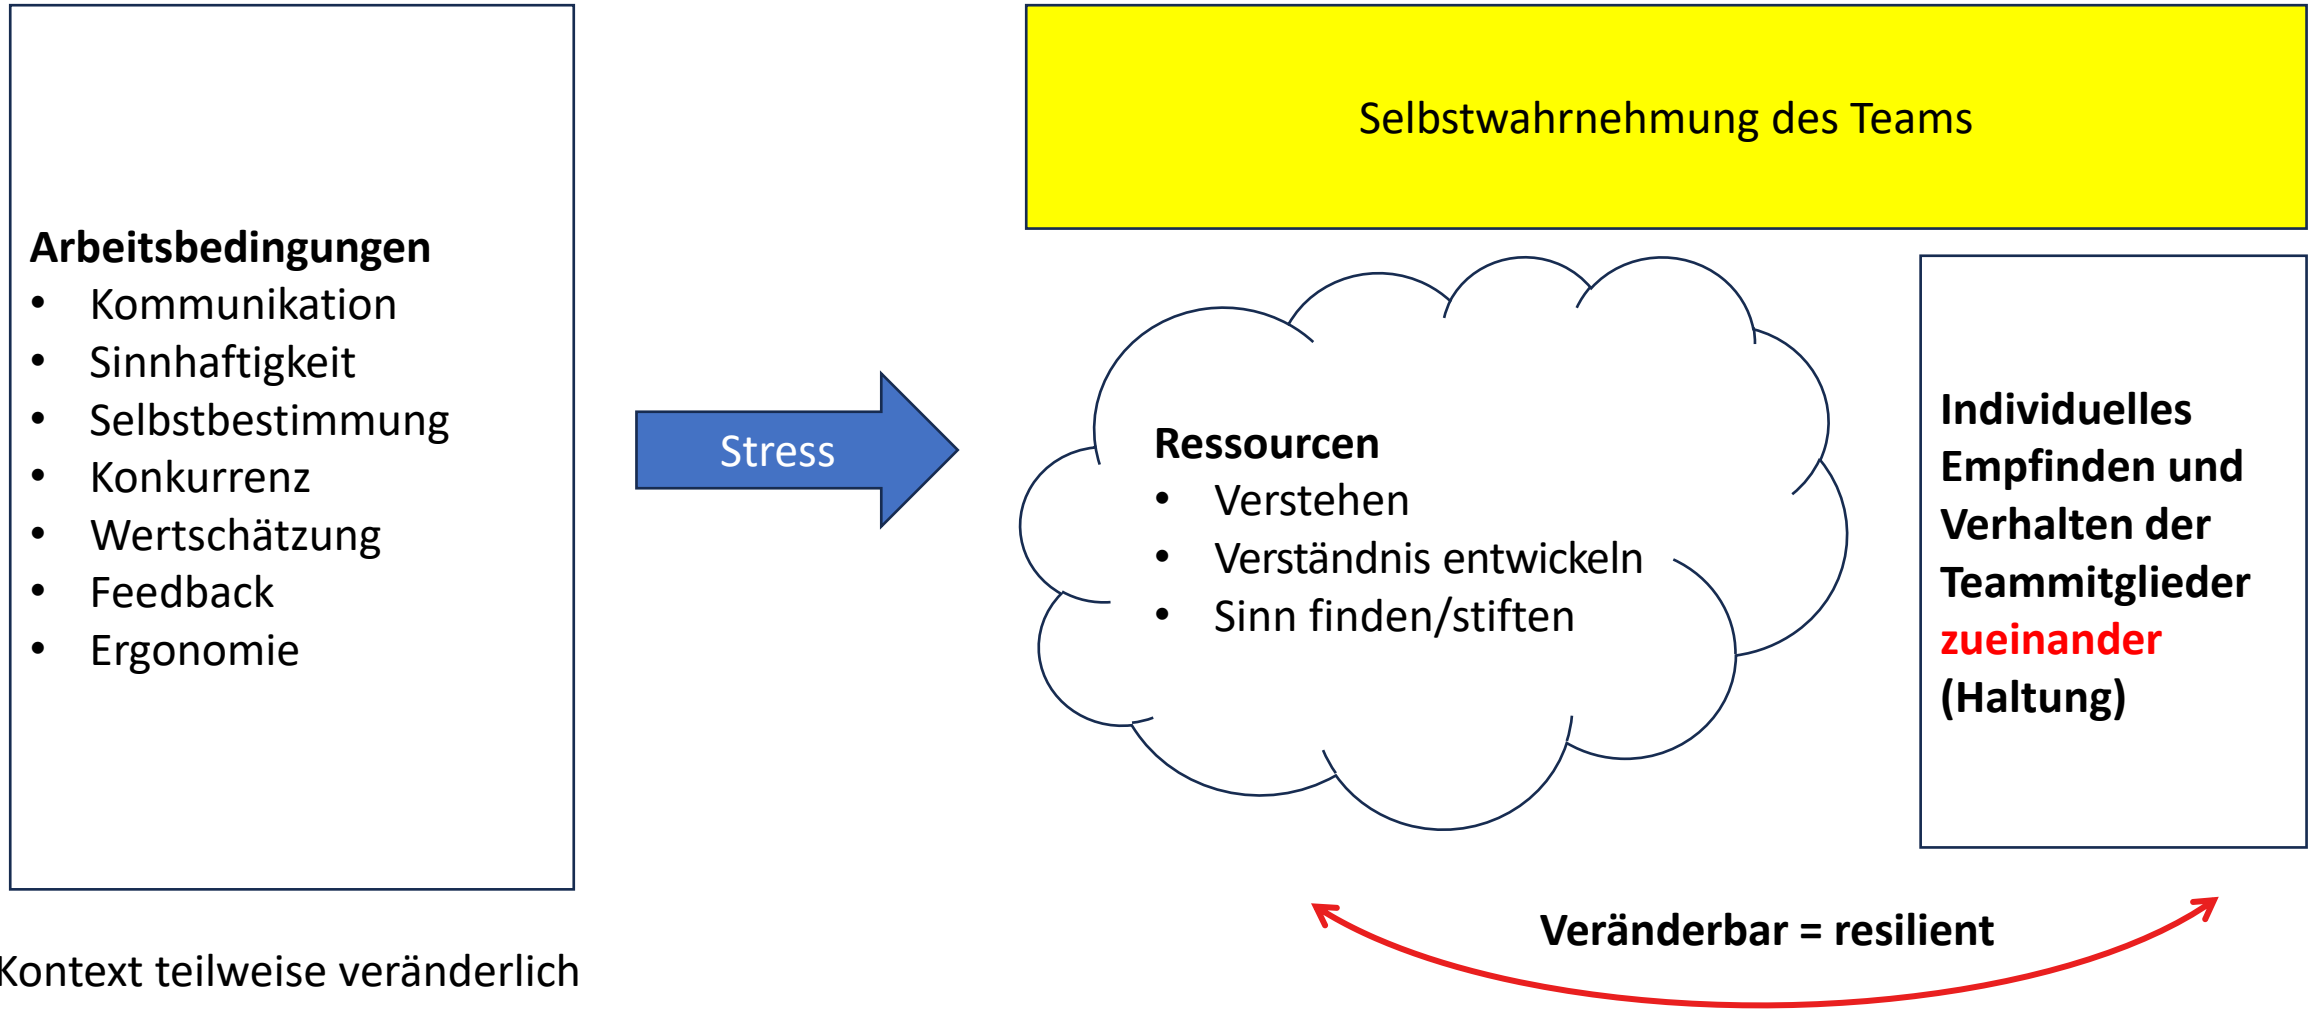 Selbstwahrnehmung des Teams
Arbeitsbedingungen
• Kommunikation
• Sinnhaftigkeit
• Selbstbestimmung
• Konkurrenz
• Wertschätzung
• Feedback
• Ergonomie
Stress
Ressourcen
• Verstehen
• Verständnis entwickeln
• Sinn finden/stiften
Individuelles
Empfinden und
Verhalten der
Teammitglieder
zueinander
(Haltung)
Veränderbar = resilient
Kontext teilweise veränderlich